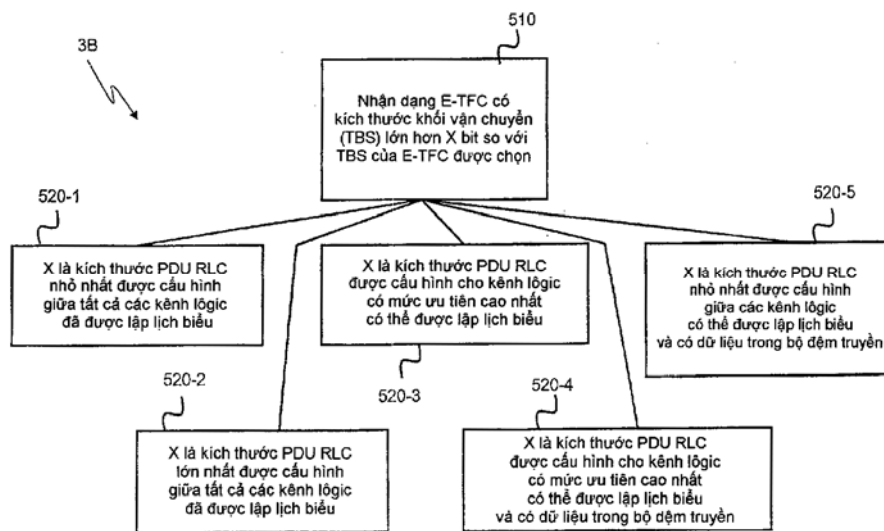 3B
510
Nhận dạng E-TFC có
kích thước khối vận chuyển
(TBS) lớn hơn X bit so với
TBS của E-TFC được chọn
520-1
X là kích thước PDU RLC
nhỏ nhất được cấu hình
giữa tất cả các kênh lôgic
đã được lập lịch biểu
X là kích thước PDU RLC
được cấu hình cho kênh lôgic
có mức ưu tiên cao nhất
có thể được lập lịch biểu
520-3
520-5
X là kích thước PDU RLC
nhỏ nhất được cấu hình
giữa các kênh lôgic
có thể được lập lịch biểu
và có dữ liệu trong bộ đệm truyền
520-2
X là kích thước PDU RLC
lớn nhất được cấu hình
giữa tất cả các kênh lôgic
đã được lập lịch biểu
520-4
X là kích thước PDU RLC
được cấu hình cho kênh lôgic
có mức ưu tiên cao nhất
có thể được lập lịch biểu
và có dữ liệu trong bộ đệm truyền